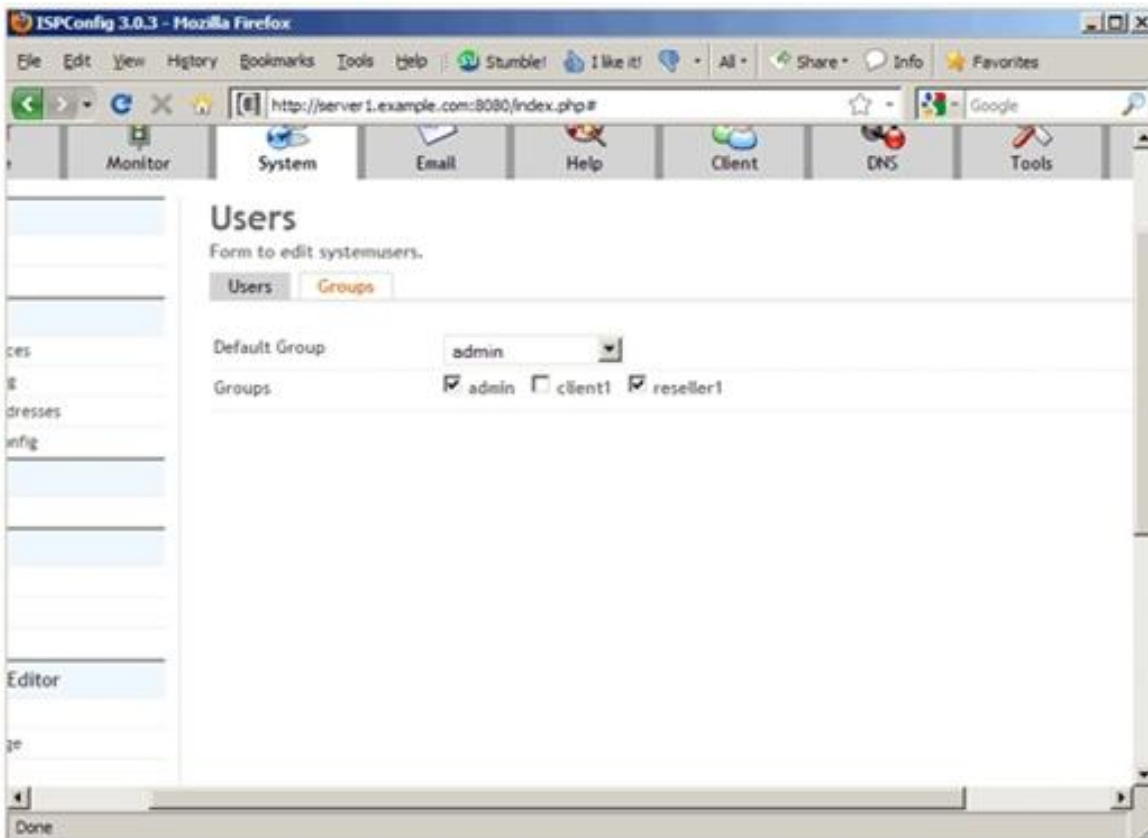 ISPConfig 3.0.3 - Mozilla Firefox
File Edit View History Bookmarks Tools Help Stumble! I like it! All Share Info Favorites
http://server1.example.com:8080/index.php# Google
Monitor System Email Help Client DNS Tools
Users
Form to edit systemusers.
Users Groups
ces
Default Group admin
g
Groups admin client1 reseller1
dresses
nfig
Editor
ge
Done